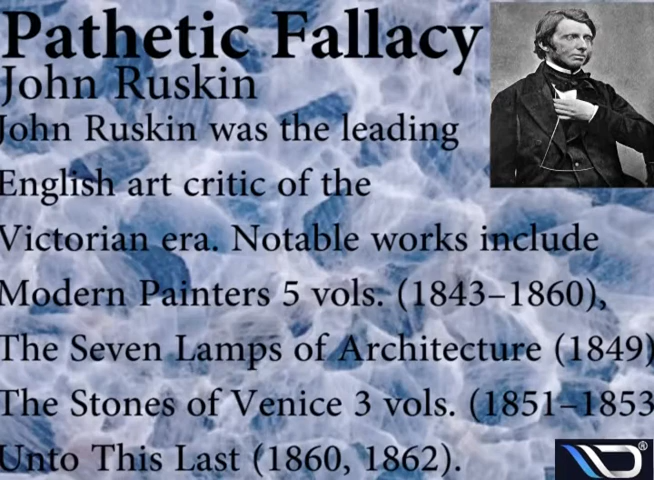 Pathetic Fallacy
John Ruskin
John Ruskin was the leading
English art critic of the
Victorian era. Notable works include
Modern Painters 5 vols. (1843–1860),
The Seven Lamps of Architecture (1849)
The Stones of Venice 3 vols. (1851–1853
Unto This Last (1860, 1862).